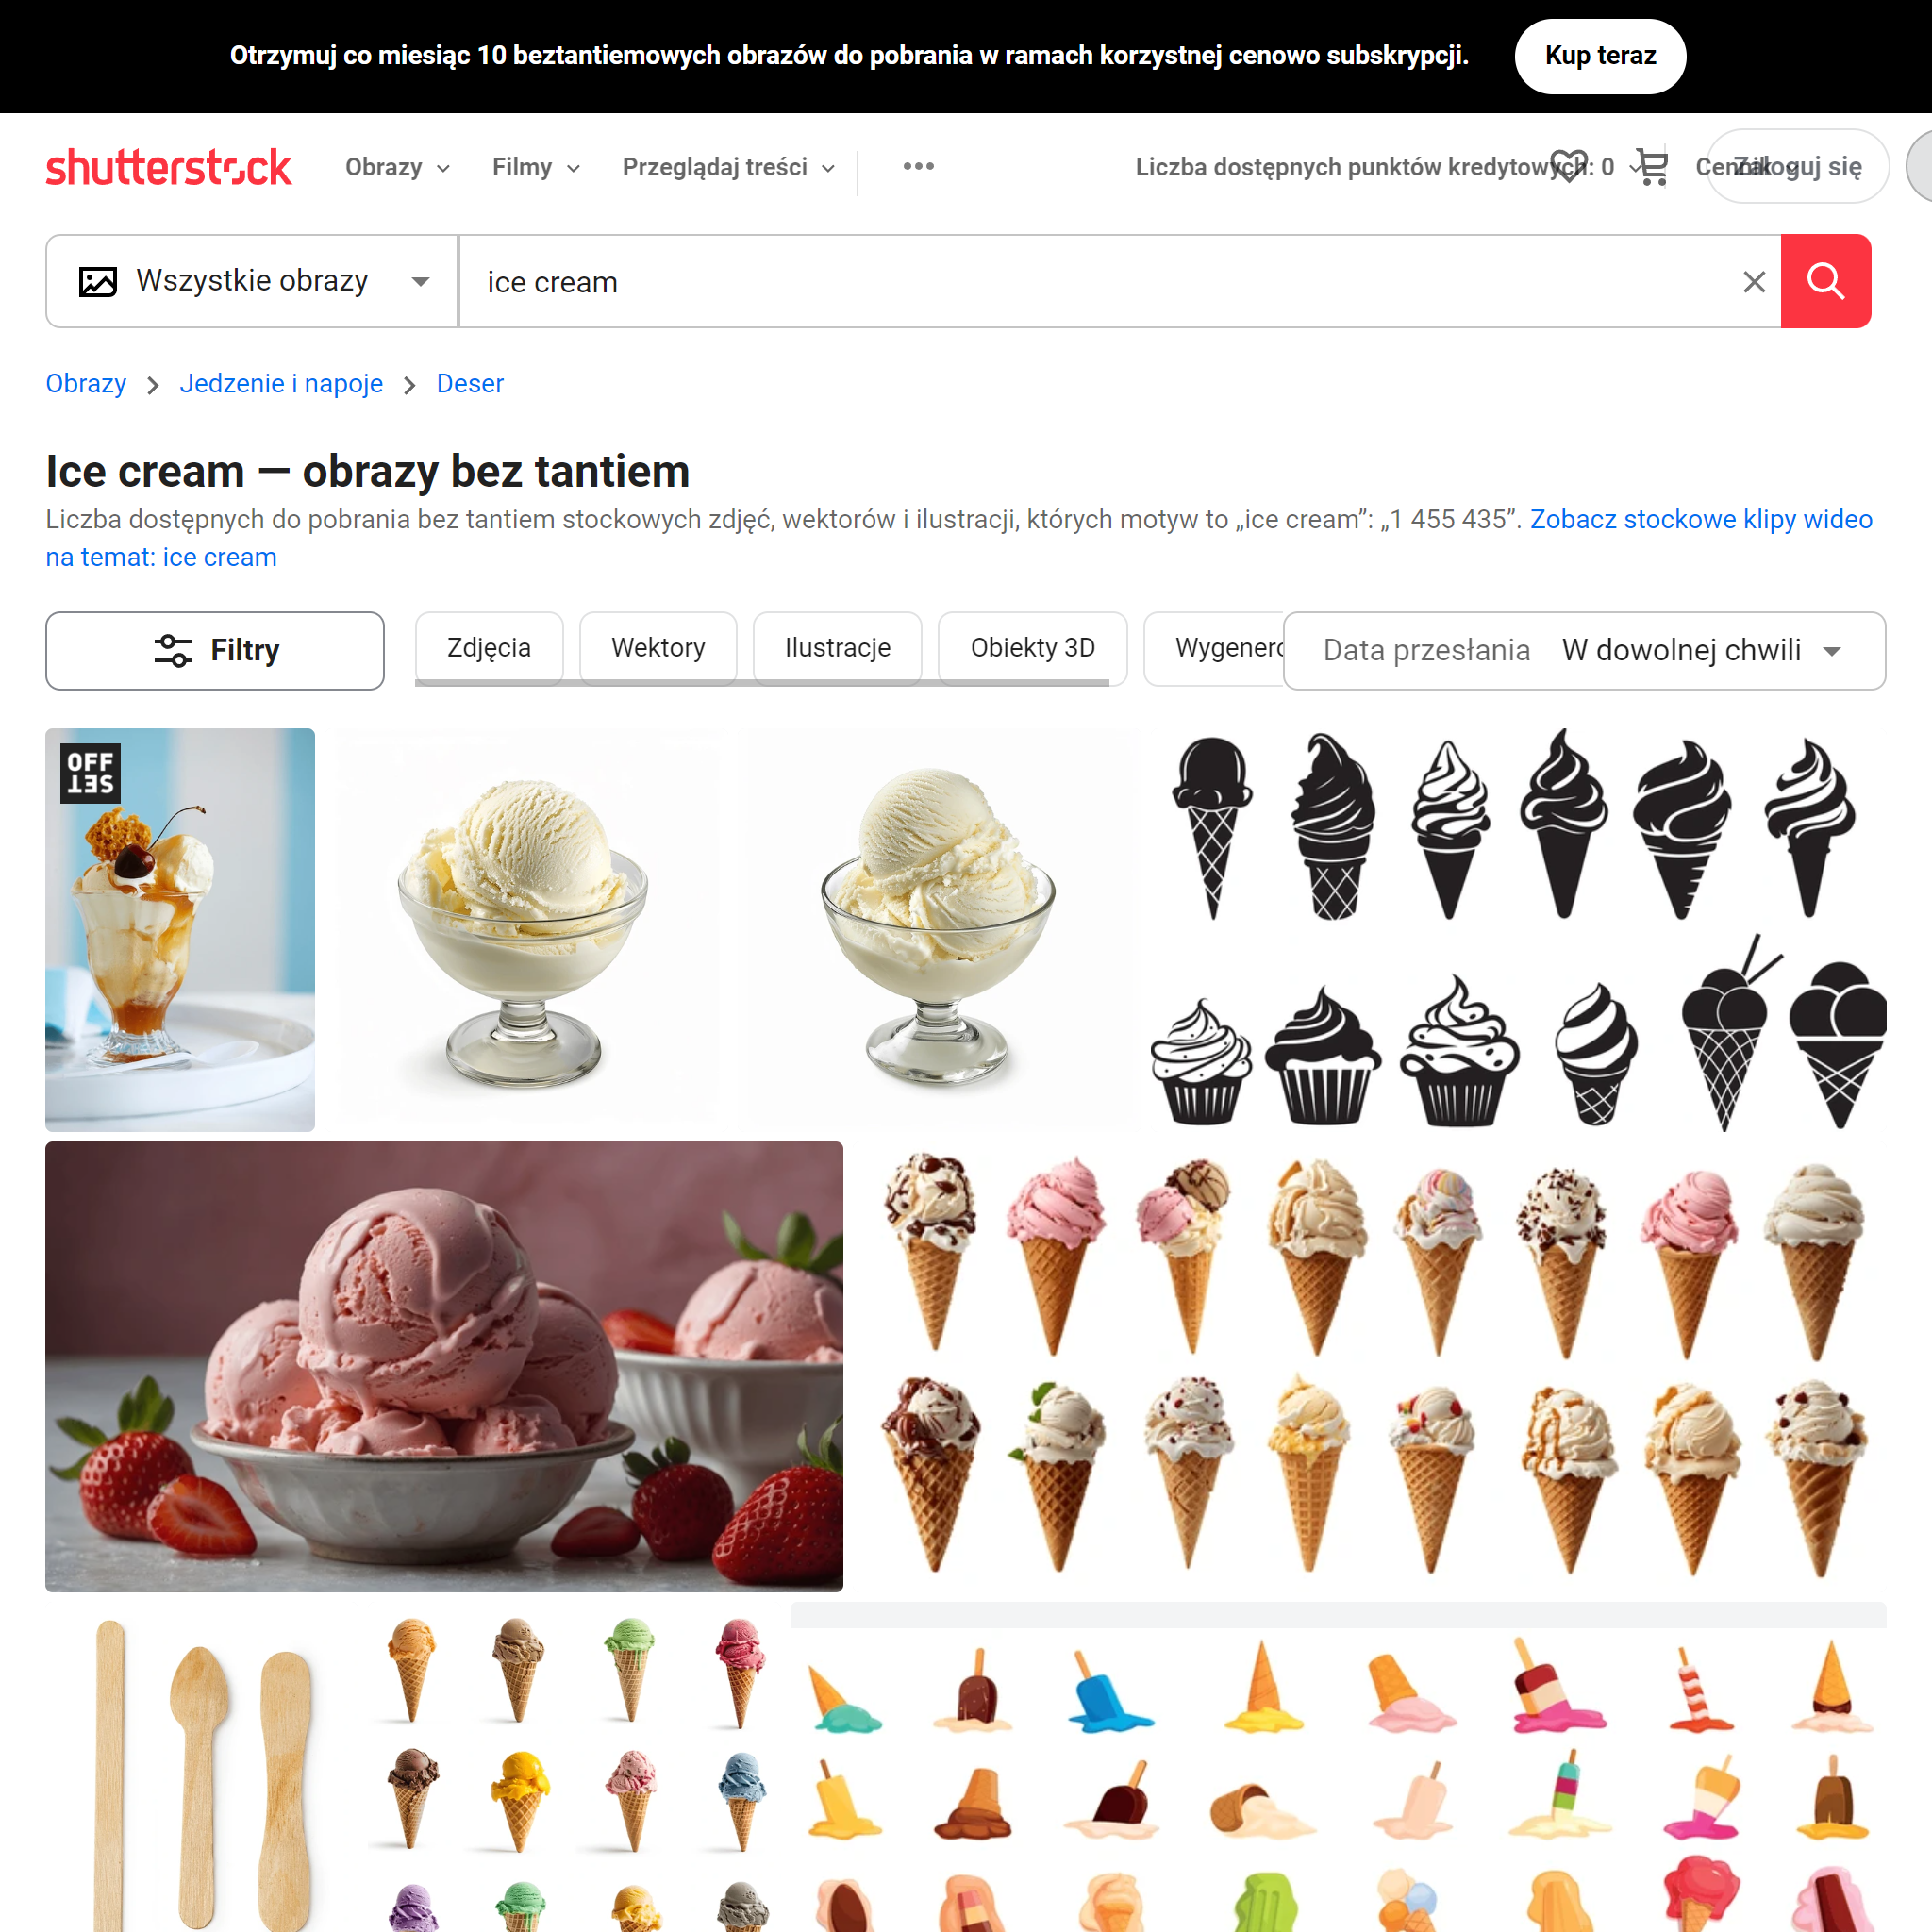 Otrzymuj co miesiąc 10 beztantiemowych obrazów do pobrania w ramach korzystnej cenowo subskrypcji. Kup teraz
shutterstock Obrazy Filmy Przeglądaj treści ••• Liczba dostępnych punktów kredytowych: 0 Cennik Zaloguj się
Wszystkie obrazy ice cream
Obrazy > Jedzenie i napoje > Deser
Ice cream — obrazy bez tantiem
Liczba dostępnych do pobrania bez tantiem stockowych zdjęć, wektorów i ilustracji, których motyw to „ice cream”: „1 455 435”. Zobacz stockowe klipy wideo
na temat: ice cream
Filtry Zdjęcia Wektory Ilustracje Obiekty 3D Wygenero Data przesłania W dowolnej chwili
OFF
SET